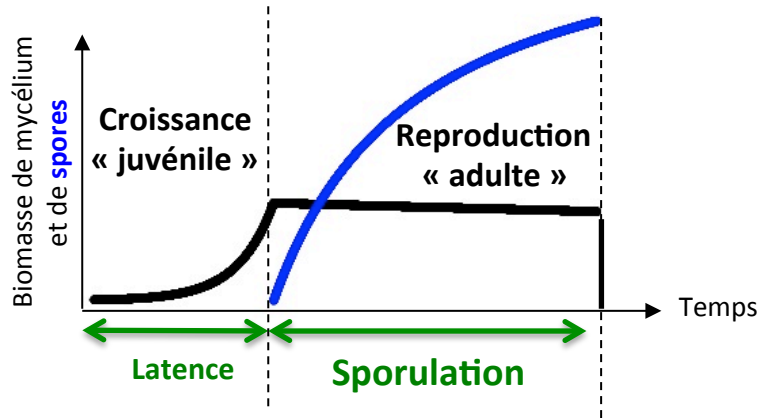 Biomasse de mycélium
et de spores
Croissance
« juvénile »
Reproduction
« adulte »
Temps
Latence
Sporulation